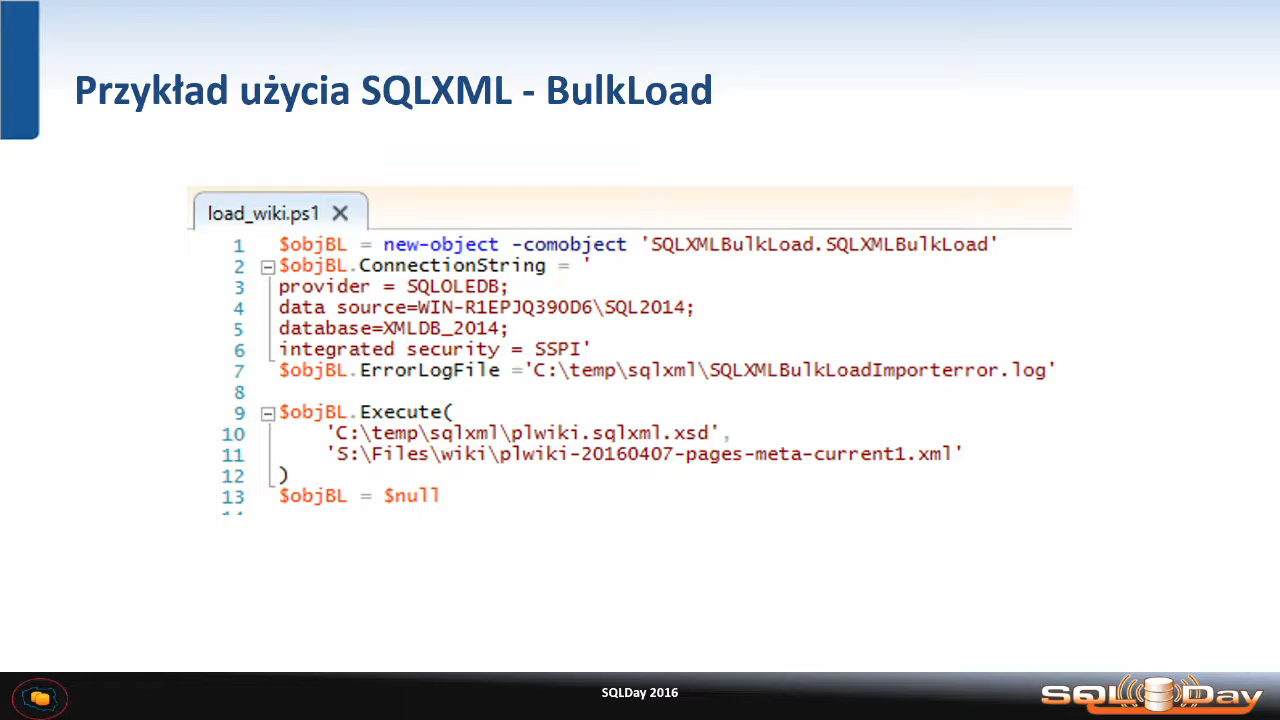 Przykład użycia SQLXML - BulkLoad
load_wiki.ps1
1 $objBL = new-object -comobject 'SQLXMLBulkLoad.SQLXMLBulkLoad'
2 $objBL.ConnectionString = '
3 provider = SQLOLEDB;
4 data source=WIN-R1EPJQ390D6\SQL2014;
5 database=XMLDB_2014;
6 integrated security = SSPI'
7 $objBL.ErrorLogFile ='C:\temp\sqlxml\SQLXMLBulkLoadImporterror.log'
8
9 $objBL.Execute(
10 'C:\temp\sqlxml\plwiki.sqlxml.xsd',
11 'S:\Files\wiki\plwiki-20160407-pages-meta-current1.xml'
12 )
13 $objBL = $null
SQLDay 2016
SQLDay